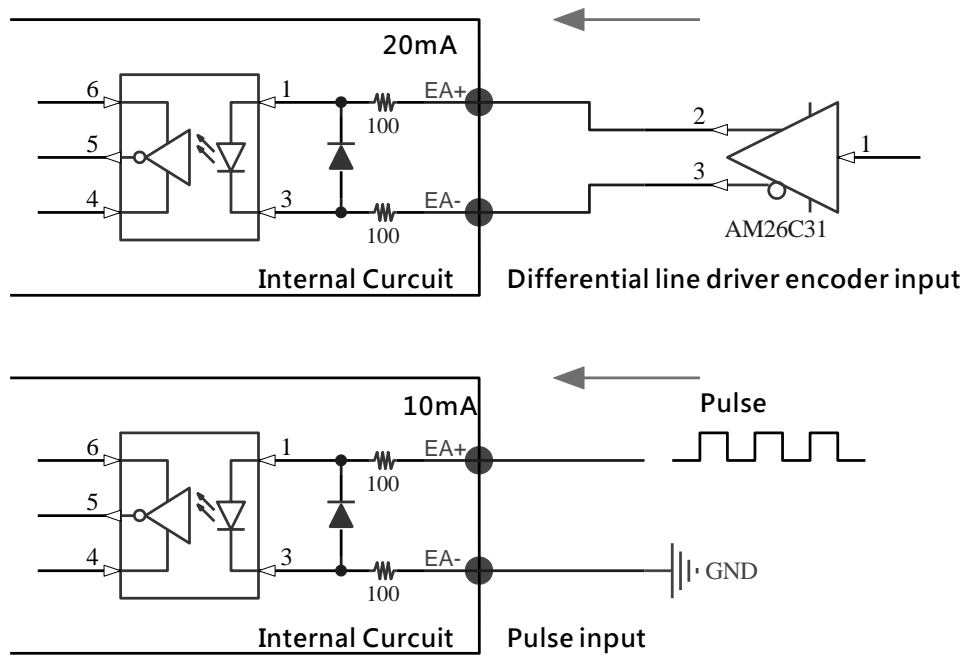 20mA
6 1 EA+
100
2
5
1
3
4 3 EA-
100
AM26C31
Internal Curcuit Differential line driver encoder input
10mA
Pulse
6 1 EA+
100
5
4 3 EA-
GND
100
Internal Curcuit Pulse input